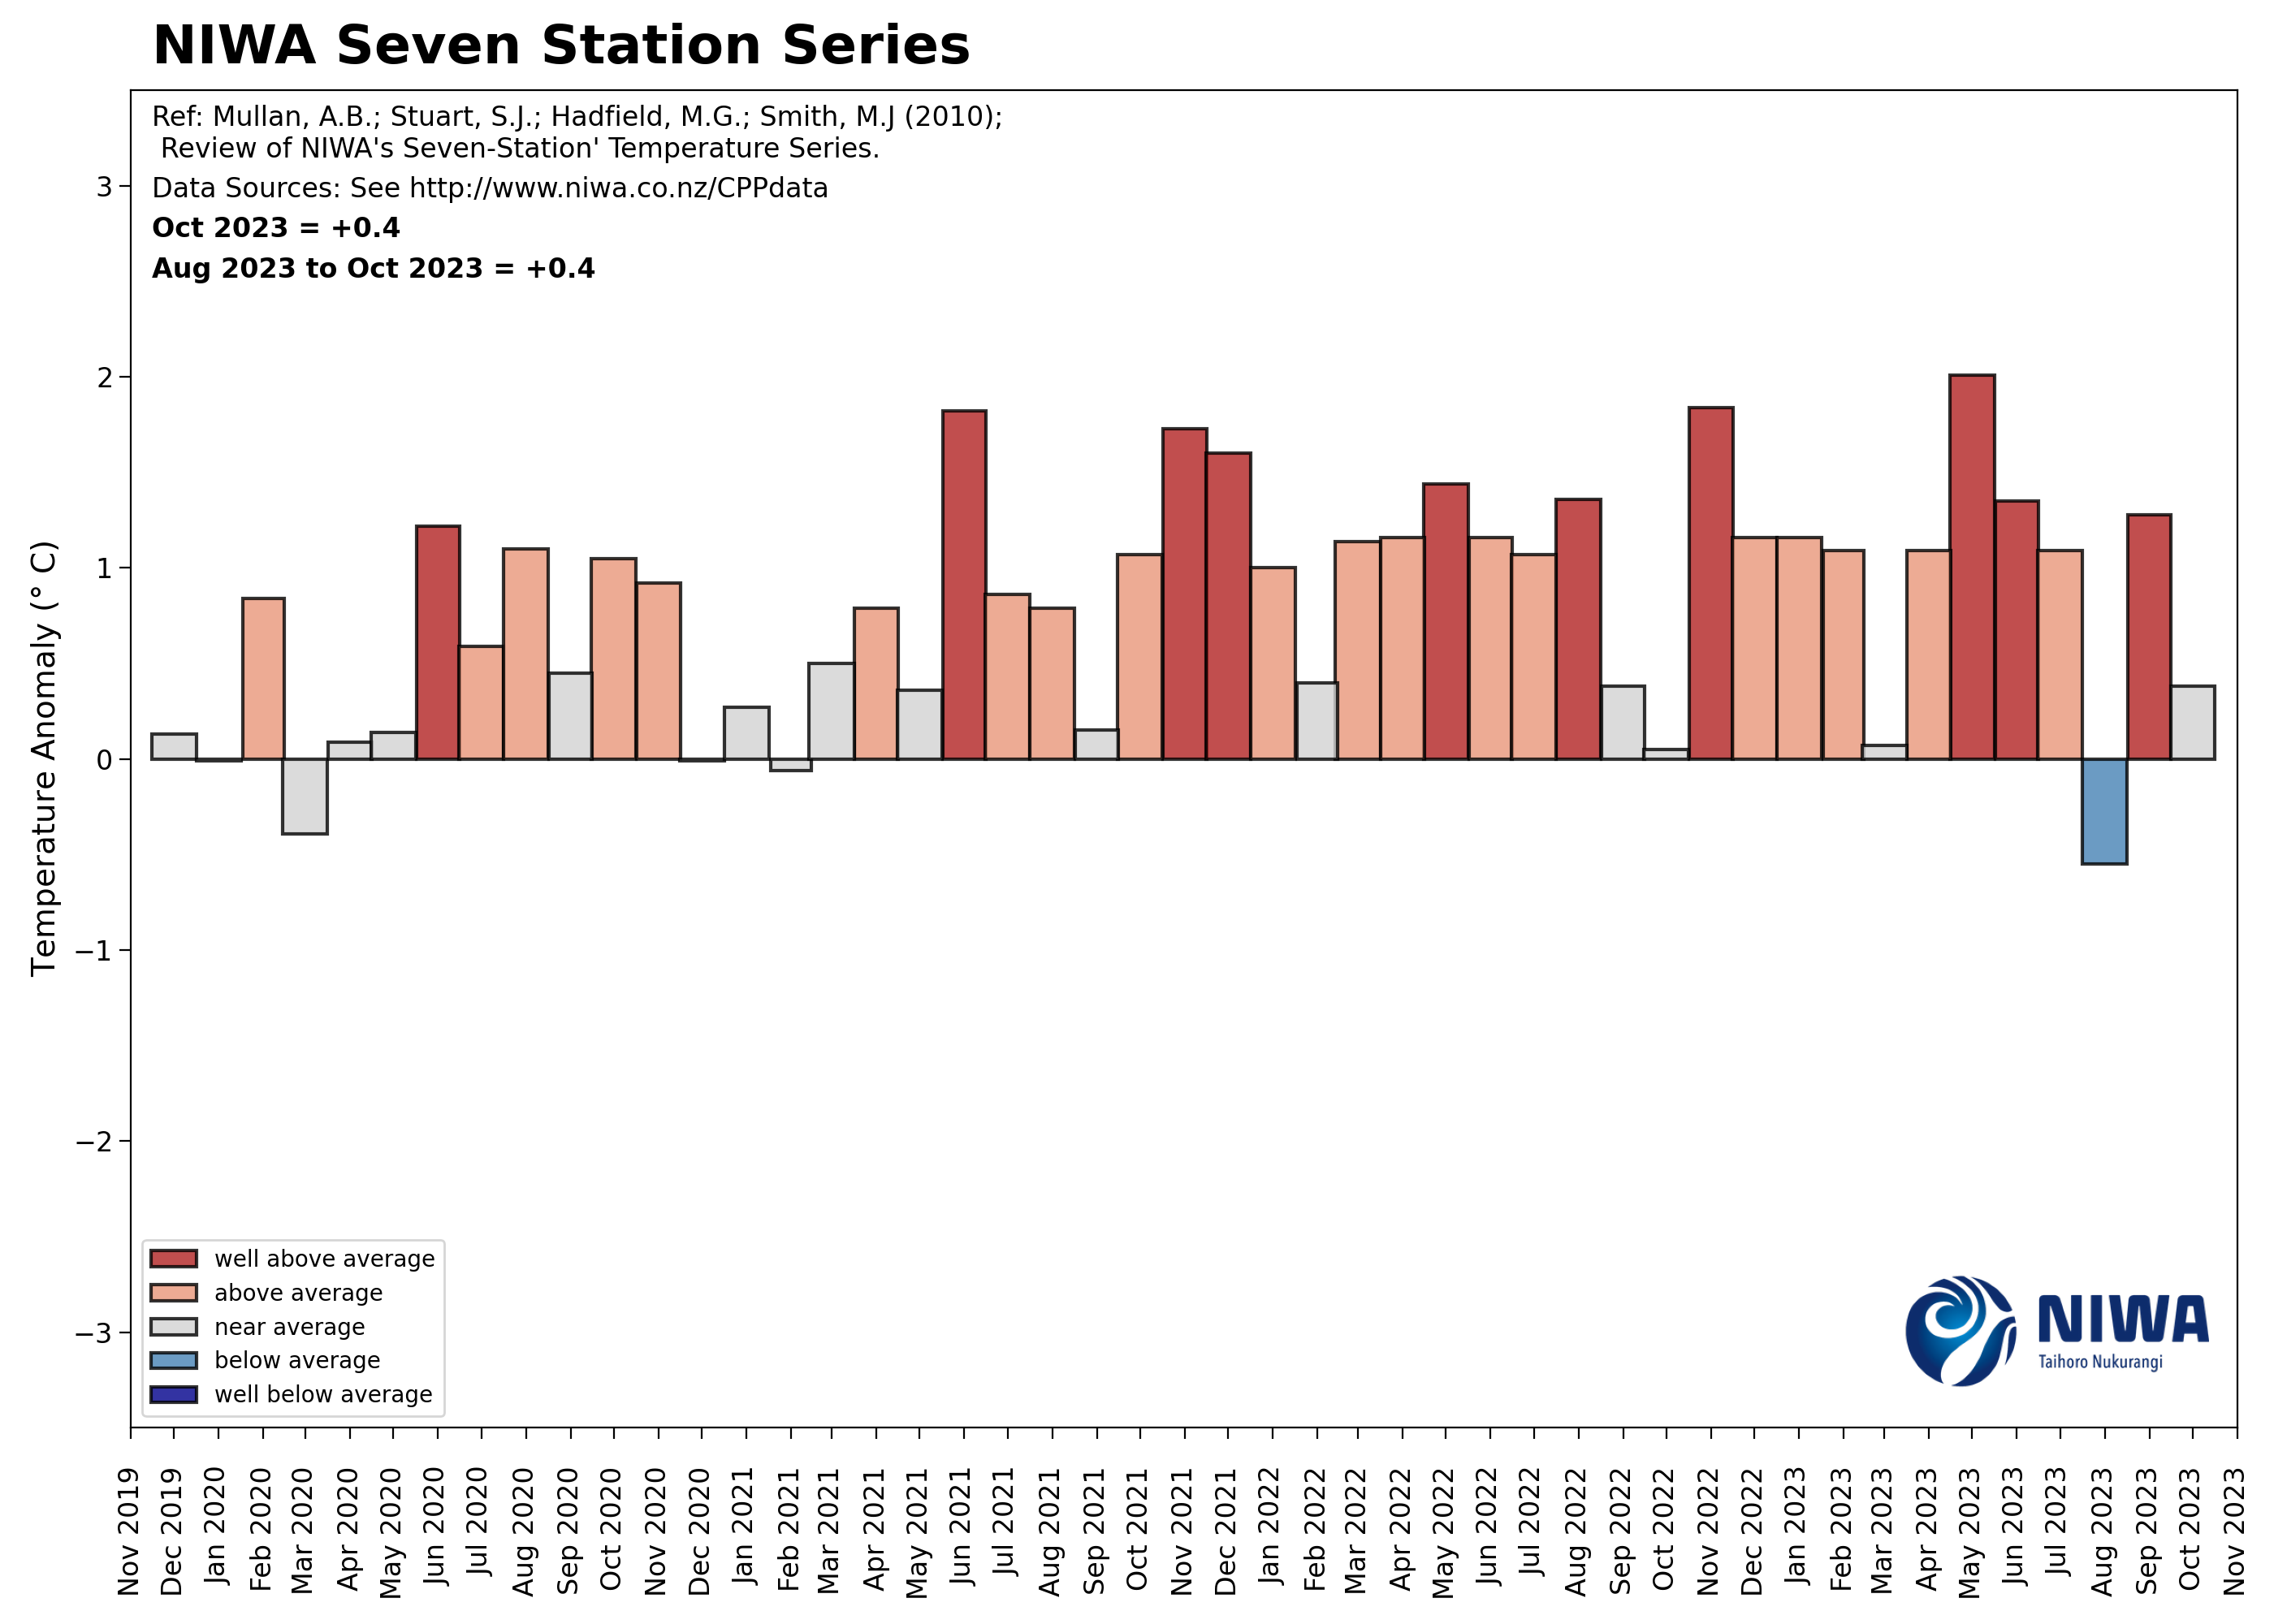 NIWA Seven Station Series
Ref: Mullan, A.B.; Stuart, S.J.; Hadfield, M.G.; Smith, M.J (2010);
Review of NIWA's Seven-Station' Temperature Series.
Data Sources: See http://www.niwa.co.nz/CPPdata
Oct 2023 = +0.4
Aug 2023 to Oct 2023 = +0.4
Temperature Anomaly (° C)
3
2
1
0
−1
−2
−3
well above average
above average
near average
below average
well below average
NIWA
Taihoro Nukurangi
Nov 2019
Dec 2019
Jan 2020
Feb 2020
Mar 2020
Apr 2020
May 2020
Jun 2020
Jul 2020
Aug 2020
Sep 2020
Oct 2020
Nov 2020
Dec 2020
Jan 2021
Feb 2021
Mar 2021
Apr 2021
May 2021
Jun 2021
Jul 2021
Aug 2021
Sep 2021
Oct 2021
Nov 2021
Dec 2021
Jan 2022
Feb 2022
Mar 2022
Apr 2022
May 2022
Jun 2022
Jul 2022
Aug 2022
Sep 2022
Oct 2022
Nov 2022
Dec 2022
Jan 2023
Feb 2023
Mar 2023
Apr 2023
May 2023
Jun 2023
Jul 2023
Aug 2023
Sep 2023
Oct 2023
Nov 2023